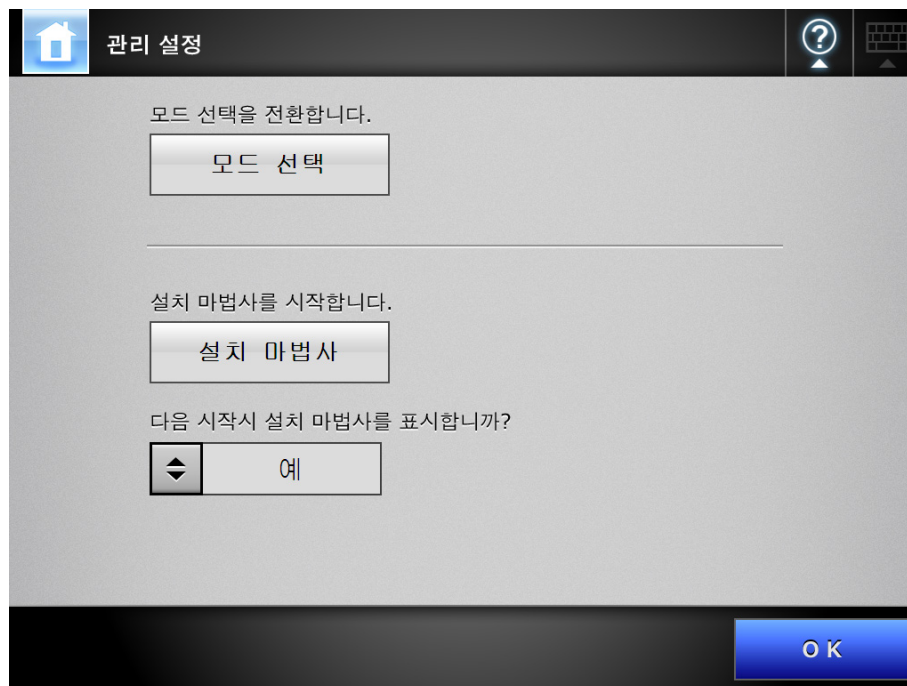 관리 설정
?
모드 선택을 전환합니다.
모드 선택
설치 마법사를 시작합니다.
설치 마법사
다음 시작시 설치 마법사를 표시합니까?
예
OK